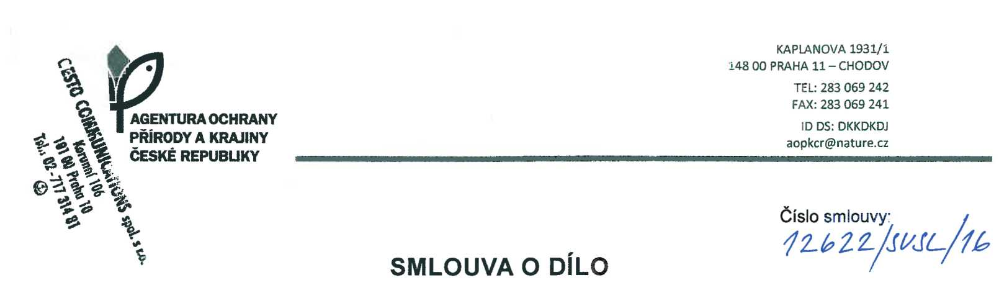 KAPLANOVA 1931/1
148 00 PRAHA 11 – CHODOV
TEL: 283 069 242
FAX: 283 069 241
ID DS: DKKDKDJ
aopkcr@nature.cz
AGENTURA OCHRANY
PŘÍRODY A KRAJINY
ČESKÉ REPUBLIKY
CESTO COMMUNICATIONS spol. s r.o.
Korunní 106
101 00 Praha 10
Tel.: 02 - 717 314 81
Číslo smlouvy:
12622/SVSL/16
SMLOUVA O DÍLO